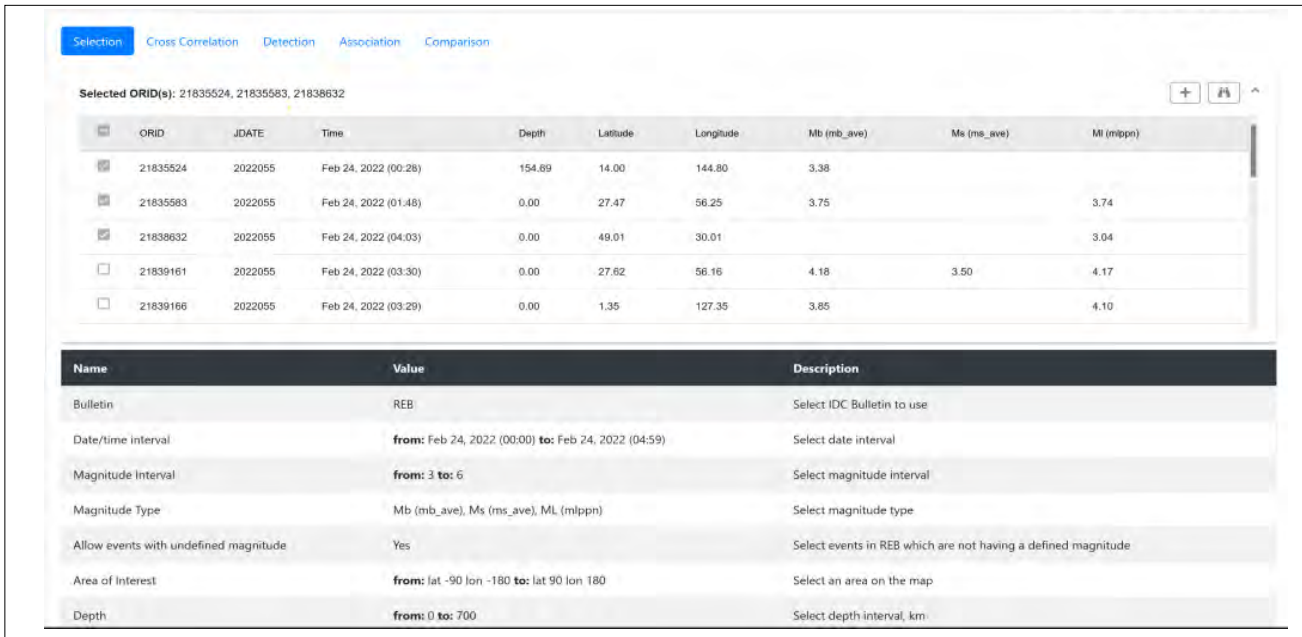 Selection Cross Correlation Detection Association Comparison
Selected ORID(s): 21835524, 21835583, 21838632
ORID JDATE Time Depth Latitude Longitude Mb (mb_ave) Ms (ms_ave) Ml (mlppn)
21835524 2022055 Feb 24, 2022 (00:28) 154.69 14.00 144.80 3.38
21835583 2022055 Feb 24, 2022 (01:48) 0.00 27.47 56.25 3.75 3.74
21838632 2022055 Feb 24, 2022 (04:03) 0.00 49.01 30.01 3.04
21839161 2022055 Feb 24, 2022 (03:30) 0.00 27.62 56.16 4.18 3.50 4.17
21839166 2022055 Feb 24, 2022 (03:29) 0.00 1.35 127.35 3.85 4.10
Name Value Description
Bulletin REB Select IDC Bulletin to use
Date/time interval from: Feb 24, 2022 (00:00) to: Feb 24, 2022 (04:59) Select date interval
Magnitude Interval from: 3 to: 6 Select magnitude interval
Magnitude Type Mb (mb_ave), Ms (ms_ave), ML (mlppn) Select magnitude type
Allow events with undefined magnitude Yes Select events in REB which are not having a defined magnitude
Area of Interest from: lat -90 lon -180 to: lat 90 lon 180 Select an area on the map
Depth from: 0 to: 700 Select depth interval, km